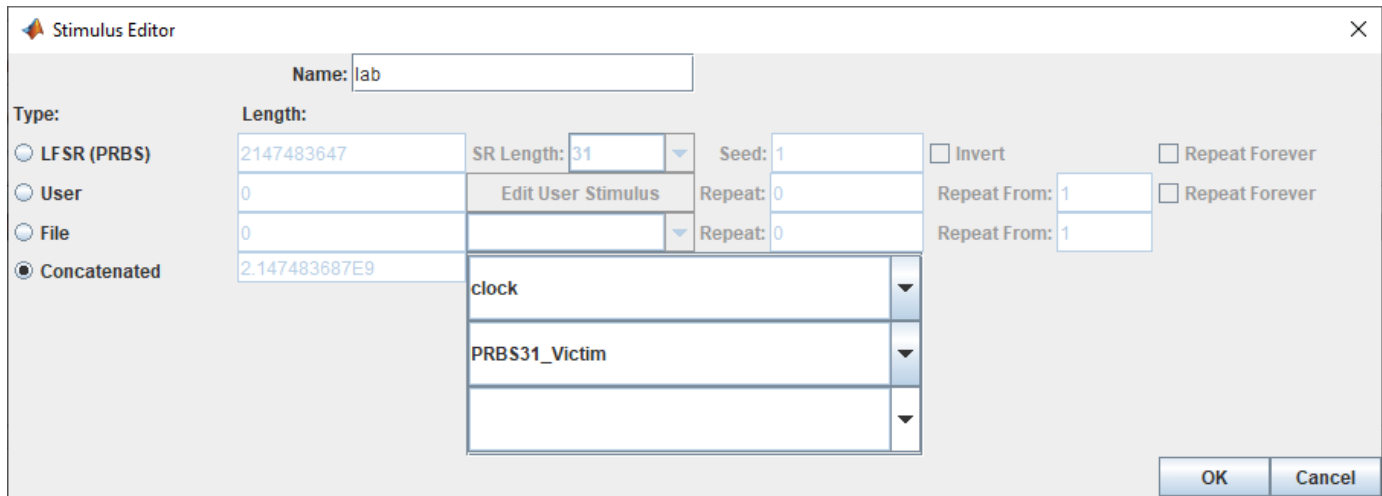 Stimulus Editor
Name: lab
Type: Length:
LFSR (PRBS) 2147483647 SR Length: 31 Seed: 1 Invert Repeat Forever
User 0 Edit User Stimulus Repeat: 0 Repeat From: 1 Repeat Forever
File 0 Repeat: 0 Repeat From: 1
Concatenated 2.147483687E9
clock
PRBS31_Victim
OK Cancel